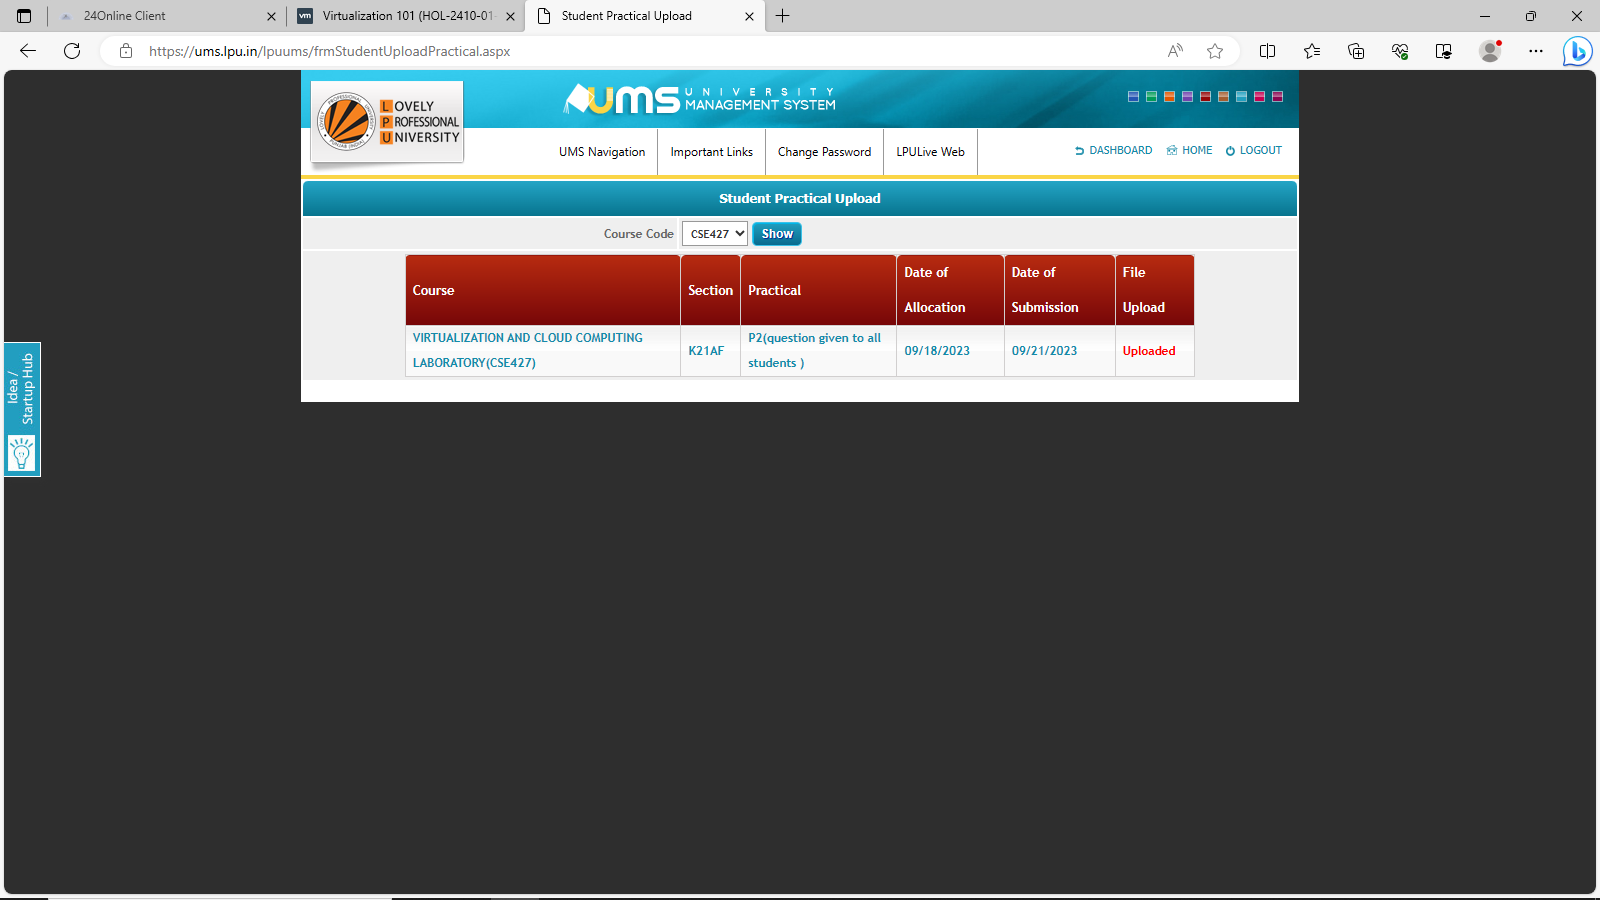 24Online Client
vm
Virtualization 101 (HOL-2410-01-
Student Practical Upload
https://ums.lpu.in/lpuums/frmStudentUploadPractical.aspx
LOVELY
PROFESSIONAL
UNIVERSITY
UMS UNIVERSITY
MANAGEMENT SYSTEM
UMS Navigation
Important Links
Change Password
LPULive Web
DASHBOARD
HOME
LOGOUT
Student Practical Upload
Course Code
CSE427
Show
Course
Section
Practical
Date of
Allocation
Date of
Submission
File
Upload
VIRTUALIZATION AND CLOUD COMPUTING
LABORATORY(CSE427)
K21AF
P2(question given to all
students )
09/18/2023
09/21/2023
Uploaded
Idea /
Startup Hub